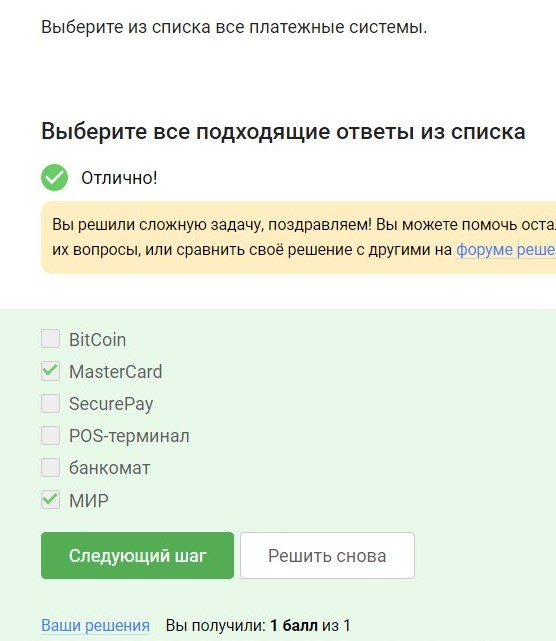 Выберите из списка все платежные системы.
Выберите все подходящие ответы из списка
Отлично!
Вы решили сложную задачу, поздравляем! Вы можете помочь оста
их вопросы, или сравнить своё решение с другими на форуме реше
BitCoin
MasterCard
SecurePay
POS-терминал
банкомат
МИР
Следующий шаг Решить снова
Ваши решения Вы получили: 1 балл из 1